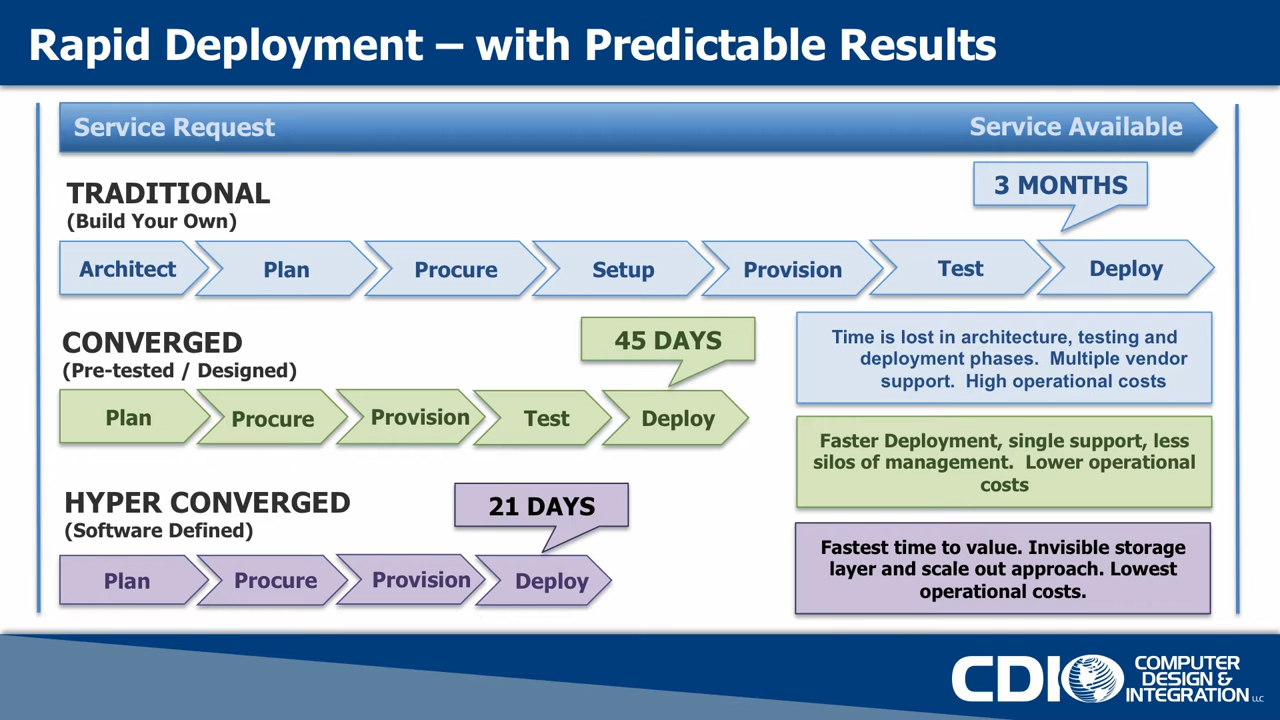 Rapid Deployment – with Predictable Results
Service Request
Service Available
TRADITIONAL
(Build Your Own)
3 MONTHS
Architect
Plan
Procure
Setup
Provision
Test
Deploy
CONVERGED
(Pre-tested / Designed)
45 DAYS
Plan
Procure
Provision
Test
Deploy
Time is lost in architecture, testing and
deployment phases. Multiple vendor
support. High operational costs
Faster Deployment, single support, less
silos of management. Lower operational
costs
HYPER CONVERGED
(Software Defined)
21 DAYS
Plan
Procure
Provision
Deploy
Fastest time to value. Invisible storage
layer and scale out approach. Lowest
operational costs.
CDI
COMPUTER
DESIGN &
INTEGRATION LLC